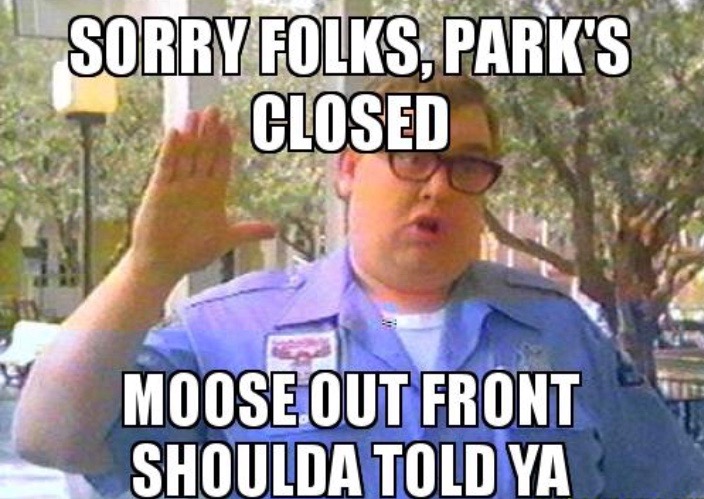 SORRY FOLKS, PARK'S
CLOSED
MOOSE OUT FRONT
SHOULDA TOLD YA